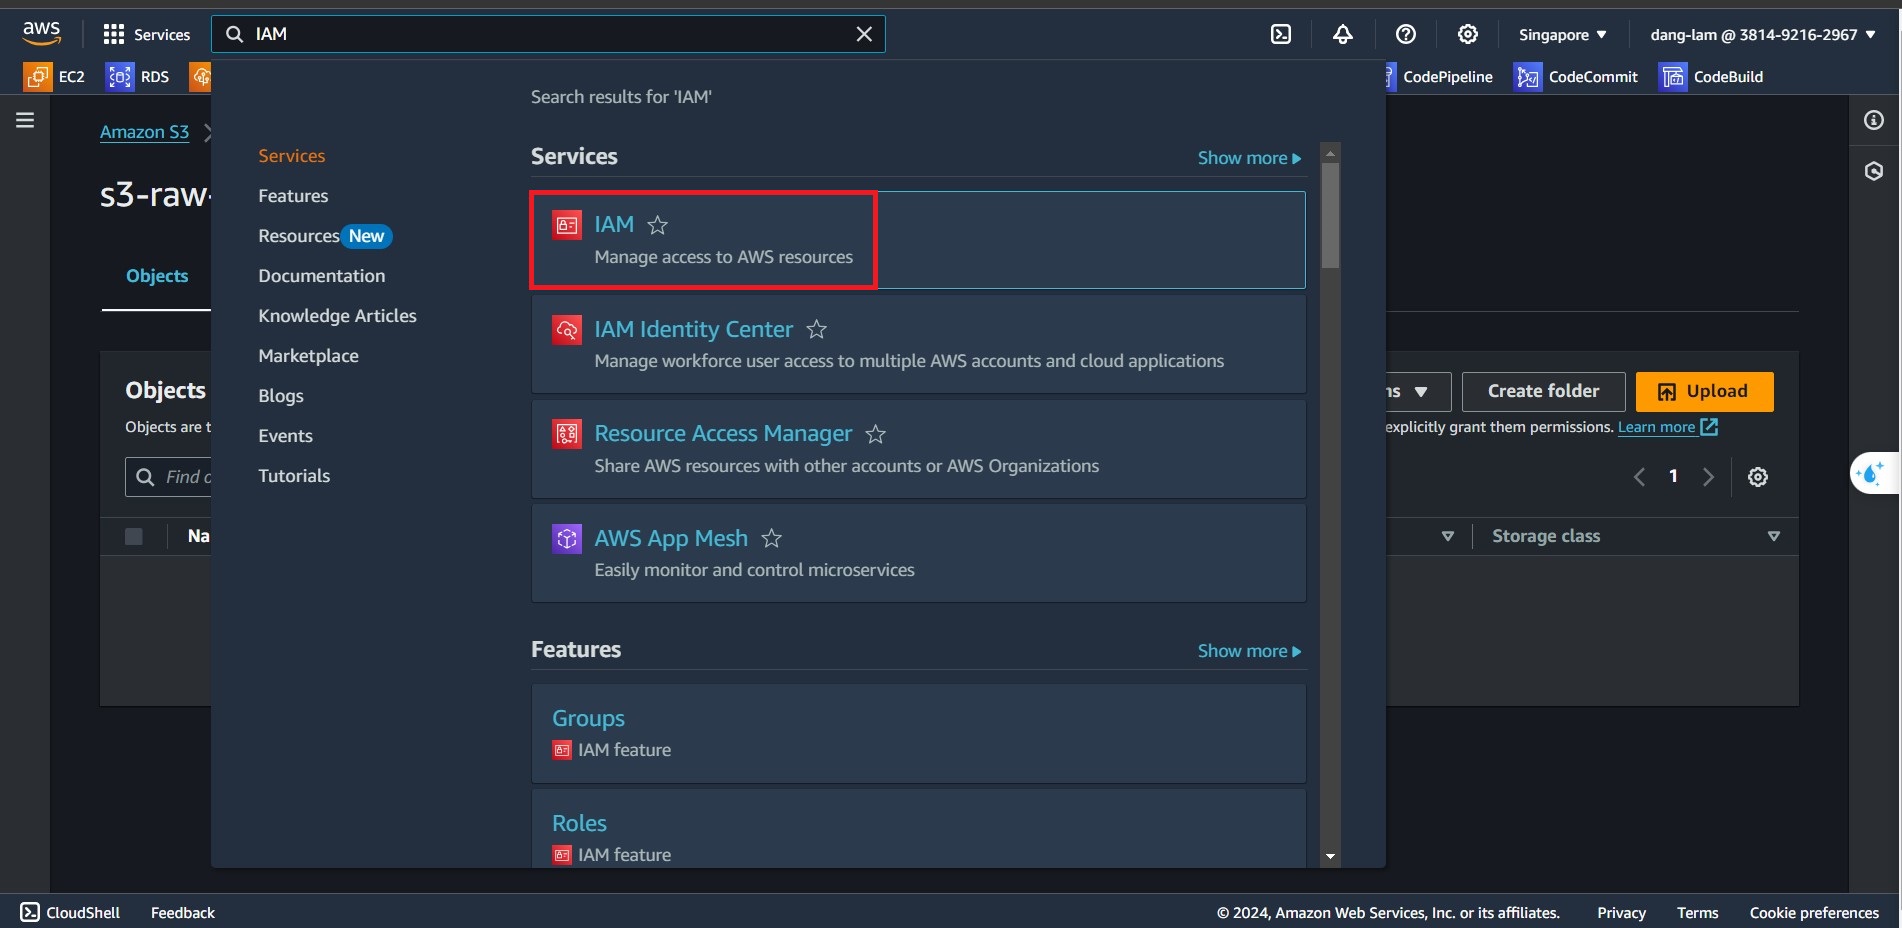 aws
Services
IAM
Singapore
dang-lam @ 3814-9216-2967
EC2
RDS
CodePipeline
CodeCommit
CodeBuild
Search results for 'IAM'
Amazon S3
s3-raw-
Objects
Services
Features
Resources New
Documentation
Knowledge Articles
Marketplace
Blogs
Events
Tutorials
Services
Show more
IAM
Manage access to AWS resources
IAM Identity Center
Manage workforce user access to multiple AWS accounts and cloud applications
Resource Access Manager
Share AWS resources with other accounts or AWS Organizations
AWS App Mesh
Easily monitor and control microservices
Features
Show more
Groups
IAM feature
Roles
IAM feature
Objects
Objects are t
Find o
Na
ns
Create folder
Upload
explicitly grant them permissions. Learn more
1
Storage class
CloudShell
Feedback
© 2024, Amazon Web Services, Inc. or its affiliates.
Privacy
Terms
Cookie preferences